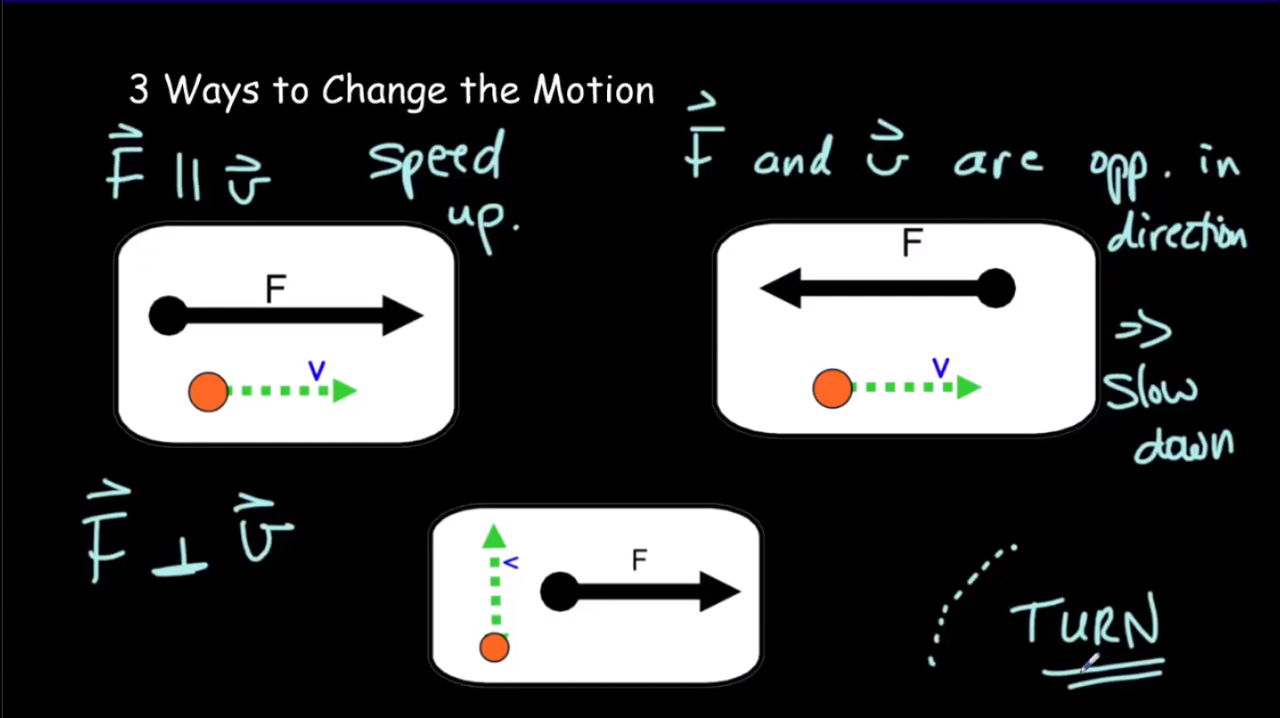 3 Ways to Change the Motion
F⃗ || v⃗ speed
up.
F
v
F⃗ and v⃗ are opp. in
direction
F
v
⇒
Slow
down
F⃗ ⊥ v⃗
v
F
TURN